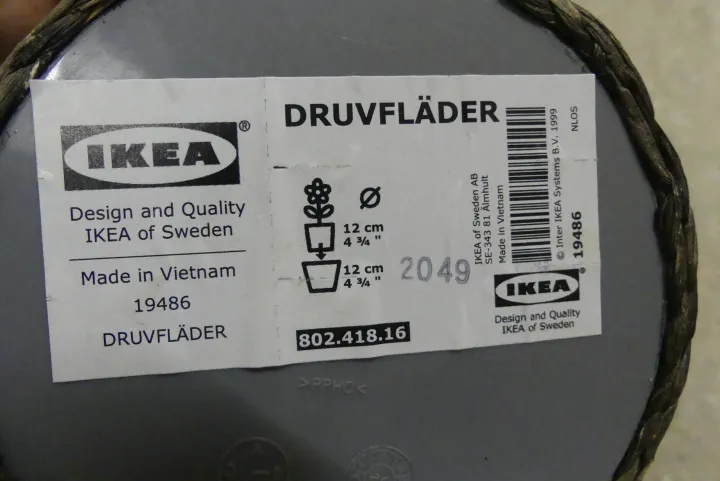 IKEA®
Design and Quality
IKEA of Sweden
Made in Vietnam
19486
DRUVFLÄDER
DRUVFLÄDER
Ø
12 cm
4 ¾ "
12 cm
4 ¾ "
2049
802.418.16
IKEA of Sweden AB
SE-343 81 Älmhult
Made in Vietnam
© Inter IKEA Systems B.V. 1999
19486
NLOS
IKEA®
Design and Quality
IKEA of Sweden